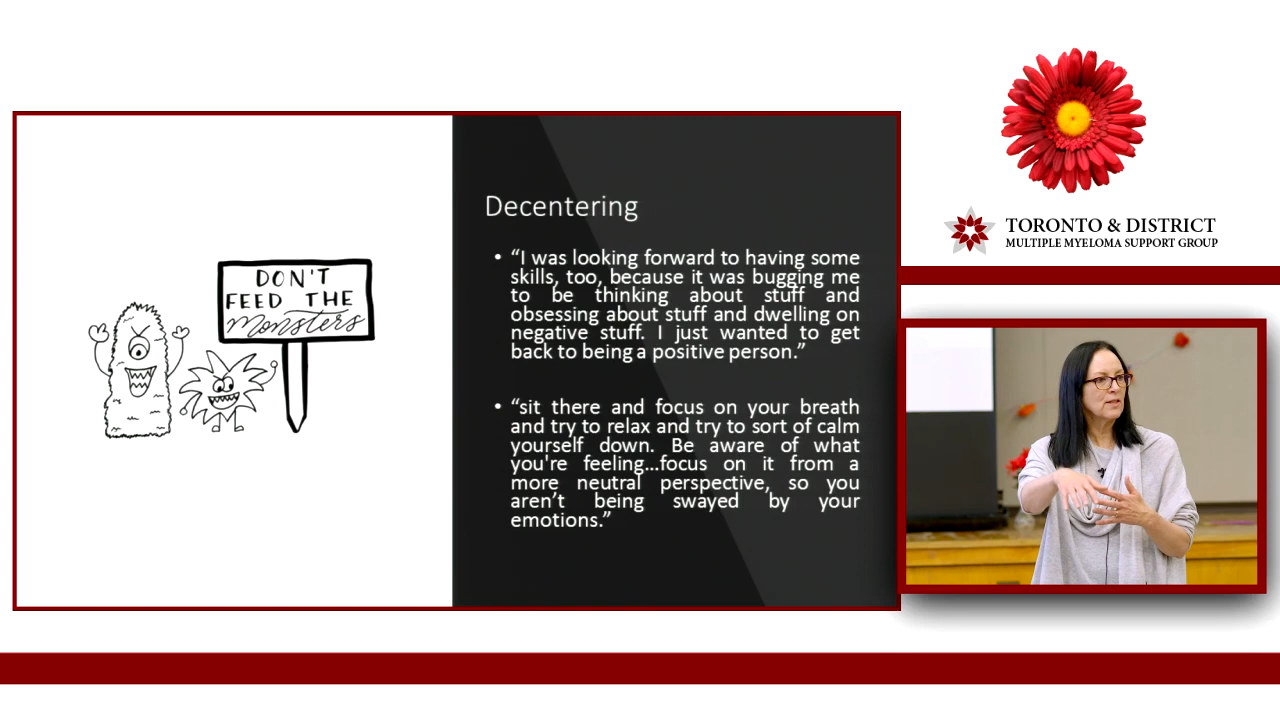 DON'T
FEED THE
Monsters
Decentering
• “I was looking forward to having some
skills, too, because it was bugging me
to be thinking about stuff and
obsessing about stuff and dwelling on
negative stuff. I just wanted to get
back to being a positive person.”
• “sit there and focus on your breath
and try to relax and try to sort of calm
yourself down. Be aware of what
you're feeling...focus on it from a
more neutral perspective, so you
aren’t being swayed by your
emotions.”
TORONTO & DISTRICT
MULTIPLE MYELOMA SUPPORT GROUP